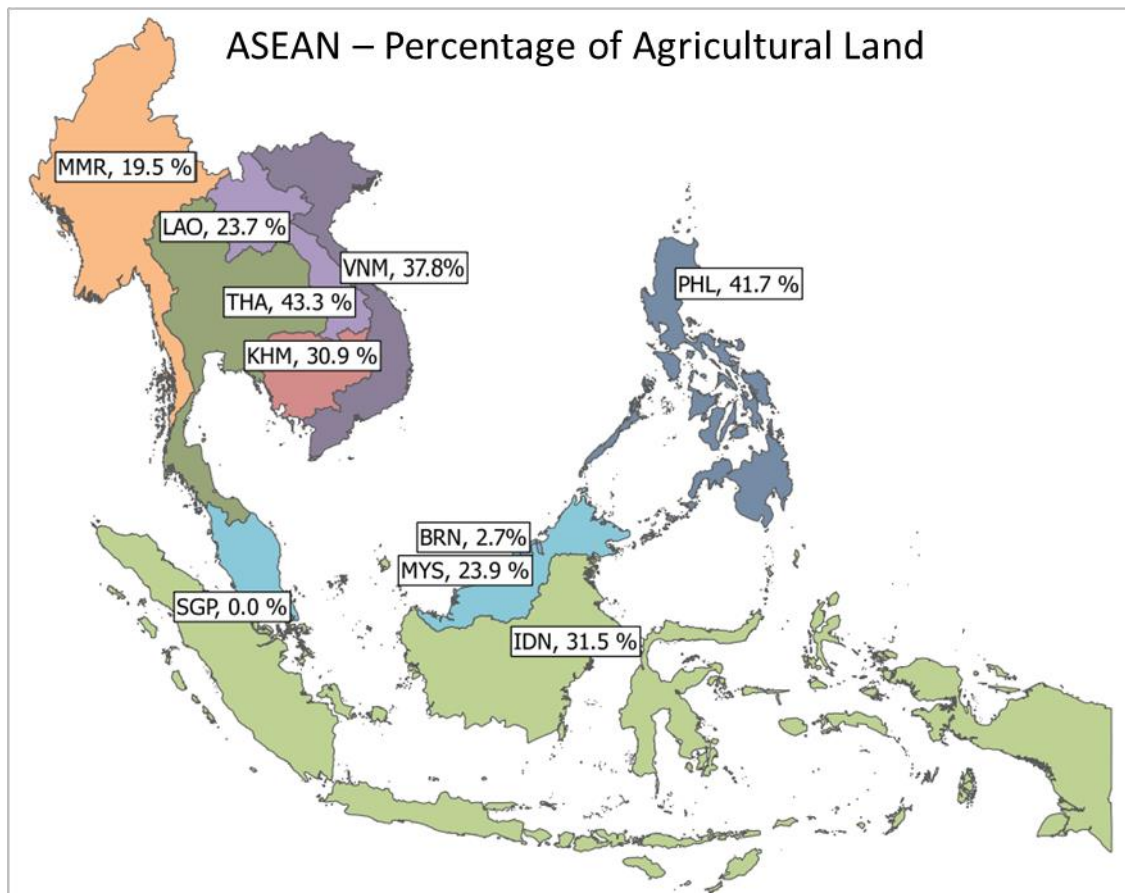 ASEAN – Percentage of Agricultural Land
MMR, 19.5 %
LAO, 23.7 %
VNM, 37.8%
THA, 43.3 %
PHL, 41.7 %
KHM, 30.9 %
BRN, 2.7%
MYS, 23.9 %
SGP, 0.0 %
IDN, 31.5 %